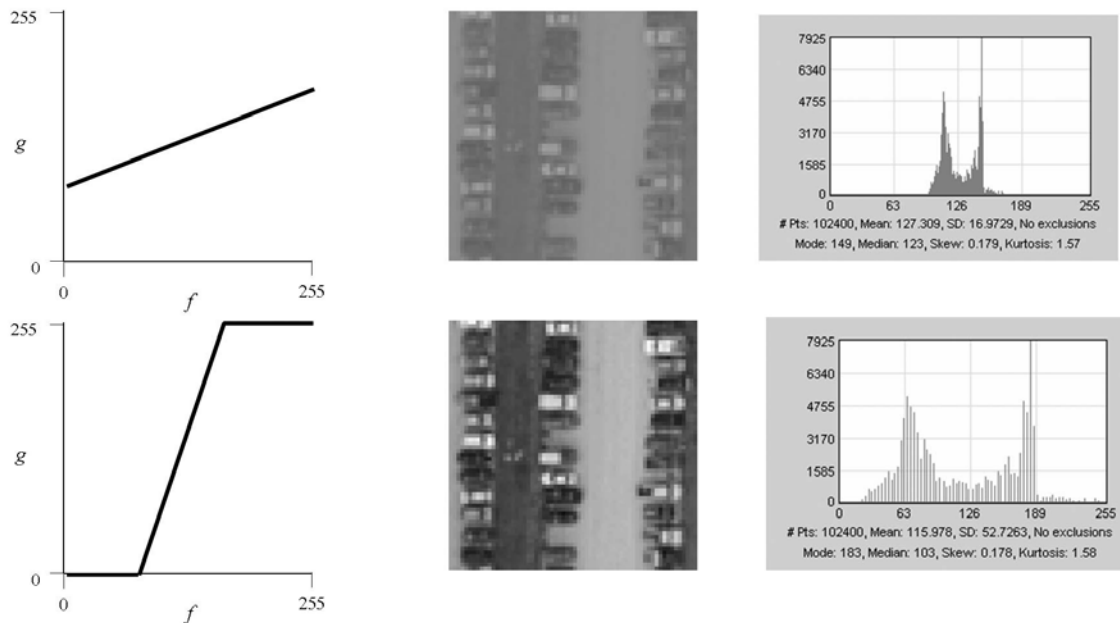 255
g
0
0
255
f
7925
6340
4755
3170
1585
0
0 63 126 189 255
# Pts: 102400, Mean: 127.309, SD: 16.9729, No exclusions
Mode: 149, Median: 123, Skew: 0.179, Kurtosis: 1.57
255
g
0
0
255
f
7925
6340
4755
3170
1585
0
0 63 126 189 255
# Pts: 102400, Mean: 115.978, SD: 52.7263, No exclusions
Mode: 183, Median: 103, Skew: 0.178, Kurtosis: 1.58